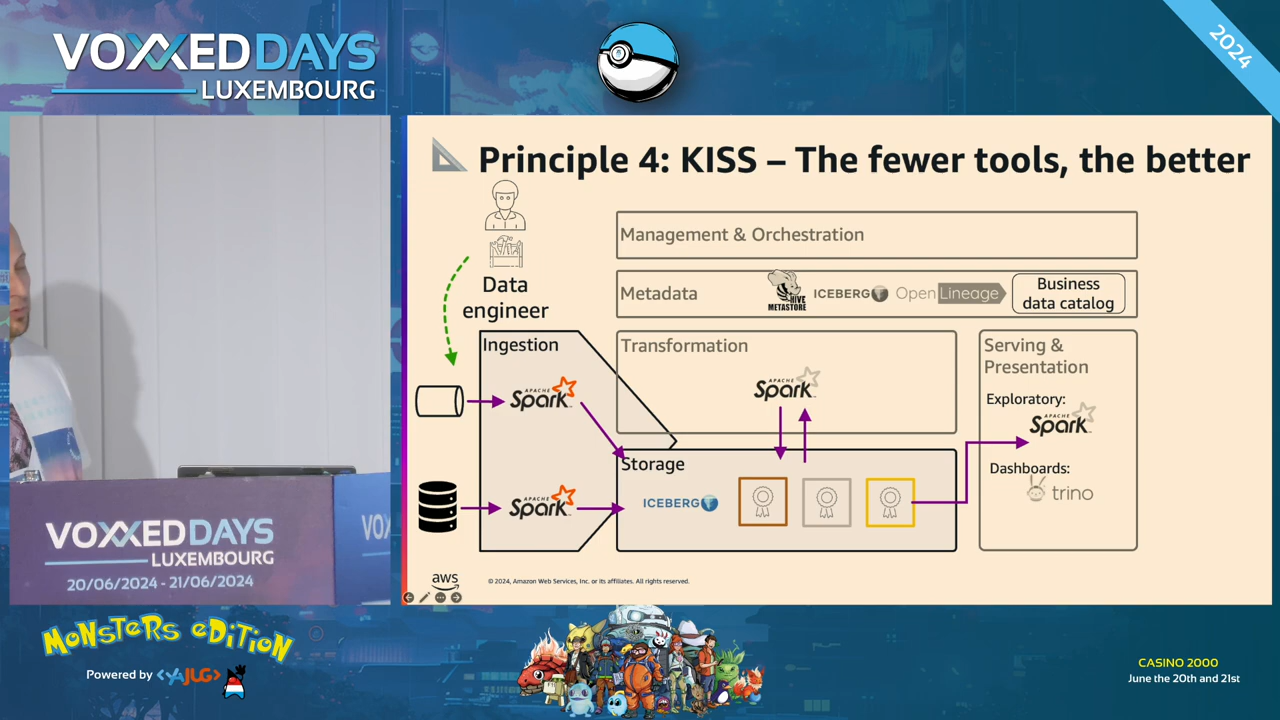 VOXXED DAYS
LUXEMBOURG
2024
Principle 4: KISS – The fewer tools, the better
Management & Orchestration
Metadata
HIVE
METASTORE
ICEBERG
OpenLineage
Business
data catalog
Data
engineer
Ingestion
APACHE
Spark
APACHE
Spark
Transformation
APACHE
Spark
Storage
ICEBERG
Serving &
Presentation
Exploratory:
APACHE
Spark
Dashboards:
trino
aws
© 2024, Amazon Web Services, Inc. or its affiliates. All rights reserved.
VOXXED DAYS
LUXEMBOURG
20/06/2024 - 21/06/2024
VOX
MONSTERS EDITION
Powered by <YAJUG>
CASINO 2000
June the 20th and 21st